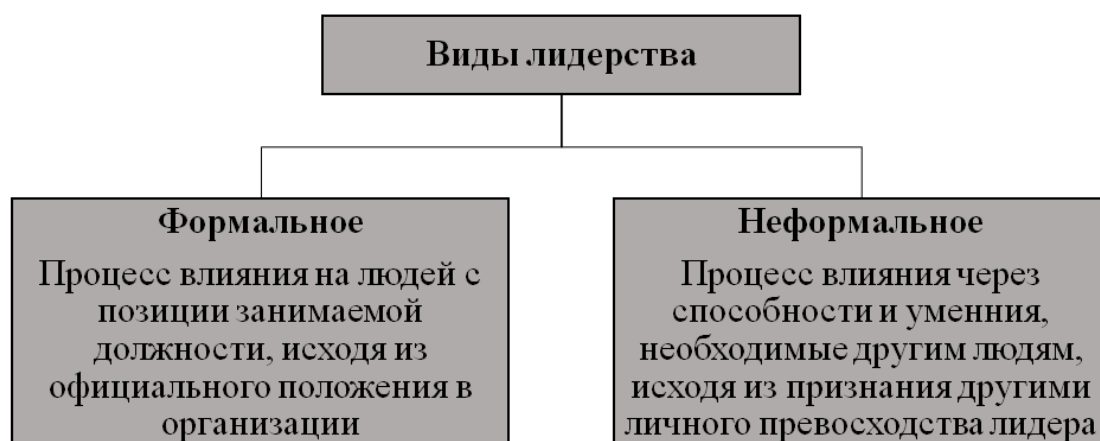 Виды лидерства
Формальное
Процесс влияния на людей с
позиции занимаемой
должности, исходя из
официального положения в
организации
Неформальное
Процесс влияния через
способности и уменния,
необходимые другим людям,
исходя из признания другими
личного превосходства лидера